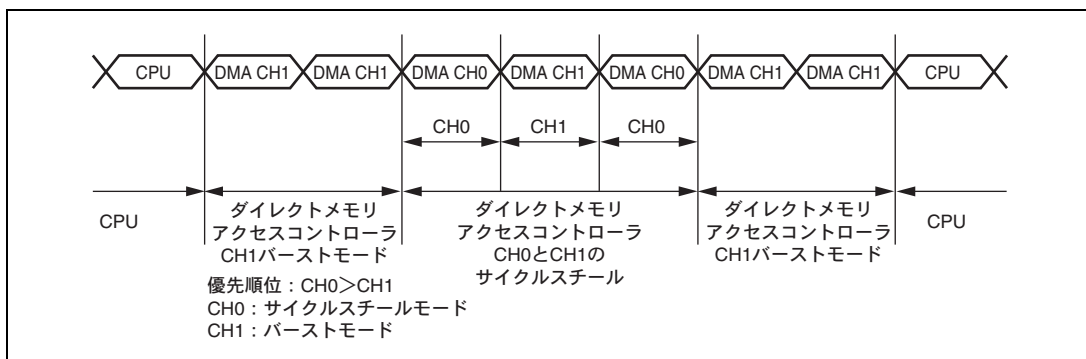 CPU DMA CH1 DMA CH1 DMA CH0 DMA CH1 DMA CH0 DMA CH1 DMA CH1 CPU
CH0 CH1 CH0
CPU
ダイレクトメモリ
アクセスコントローラ
CH1バーストモード
ダイレクトメモリ
アクセスコントローラ
CH0とCH1の
サイクルスチール
ダイレクトメモリ
アクセスコントローラ
CH1バーストモード
CPU
優先順位:CH0>CH1
CH0:サイクルスチールモード
CH1:バーストモード